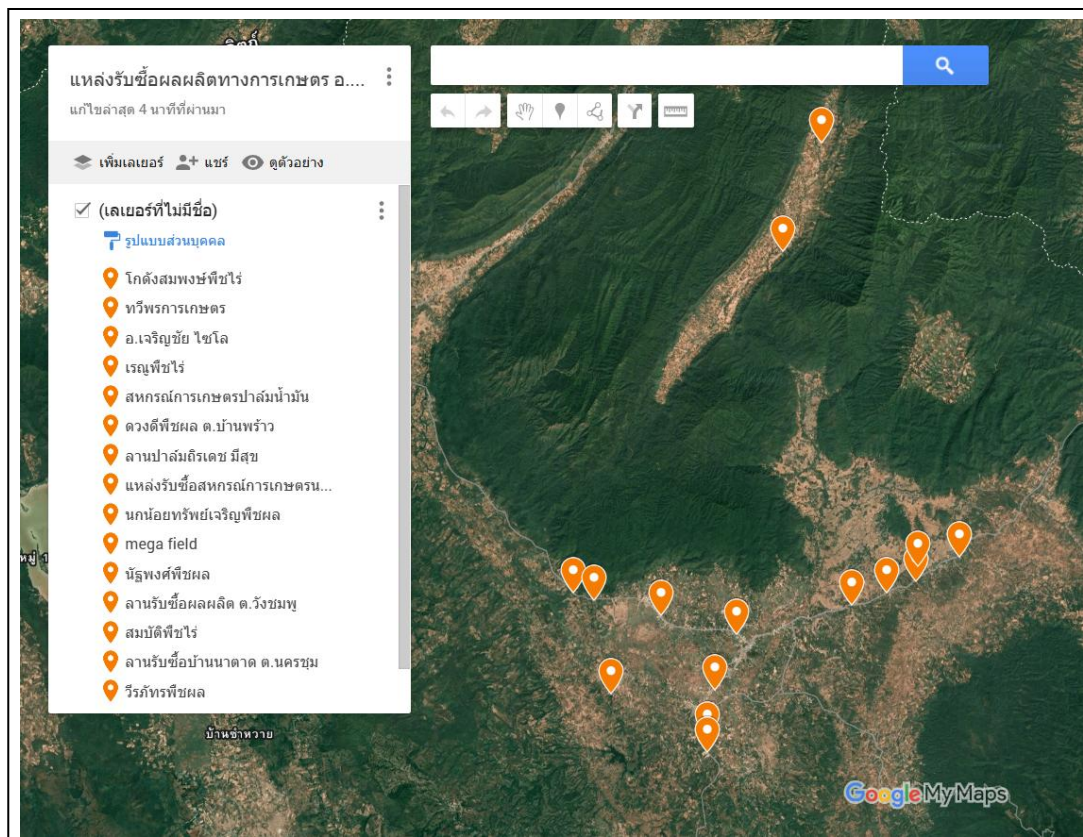 แหล่งรับซื้อผลผลิตทางการเกษตร อ....
แก้ไขล่าสุด 4 นาทีที่ผ่านมา
เพิ่มเลเยอร์ แชร์ ดูตัวอย่าง
(เลเยอร์ที่ไม่มีชื่อ)
รูปแบบส่วนบุคคล
โกดังสมพงษ์พืชไร่
ทวีพรการเกษตร
อ.เจริญชัย ไซโล
เรณูพืชไร่
สหกรณ์การเกษตรปาล์มน้ำมัน
ดวงดีพืชผล ต.บ้านพร้าว
ลานปาล์มถิรเดช มีสุข
แหล่งรับซื้อสหกรณ์การเกษตรน...
นกน้อยทรัพย์เจริญพืชผล
mega field
นัฐพงศ์พืชผล
ลานรับซื้อผลผลิต ต.วังชมพู
สมบัติพืชไร่
ลานรับซื้อบ้านนาตาด ต.นครชุม
วีรภัทรพืชผล
บ้านซำหวาย
Google My Maps